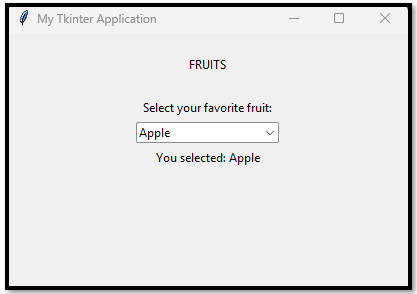 My Tkinter Application
FRUITS
Select your favorite fruit:
Apple
You selected: Apple